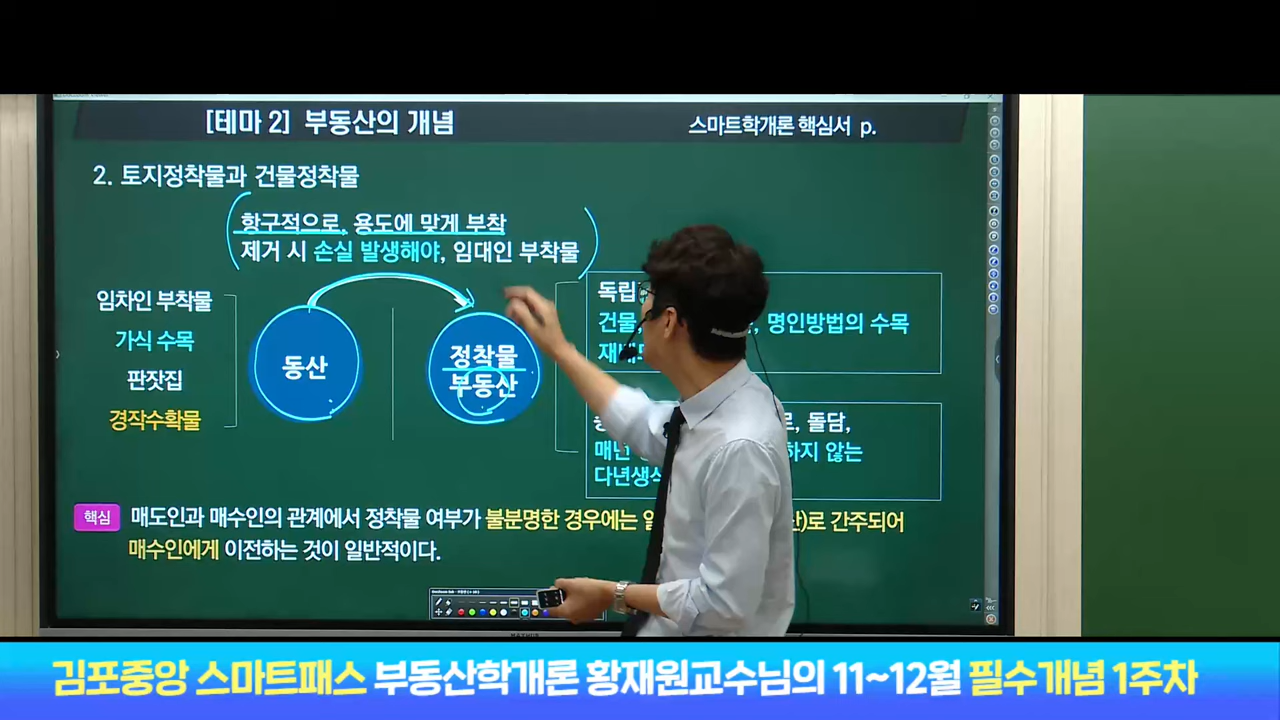 [테마 2] 부동산의 개념
스마트학개론 핵심서 p.
2. 토지정착물과 건물정착물
항구적으로, 용도에 맞게 부착
제거 시 손실 발생해야, 임대인 부착물
임차인 부착물
가식 수목
판잣집
경작수확물
동산
정착물
부동산
독립
건물, 명인방법의 수목
돌담,
매년 하지 않는
다년생식
핵심 매도인과 매수인의 관계에서 정착물 여부가 불분명한 경우에는 로 간주되어
매수인에게 이전하는 것이 일반적이다.
김포중앙 스마트패스 부동산학개론 황재원교수님의 11~12월 필수개념 1주차